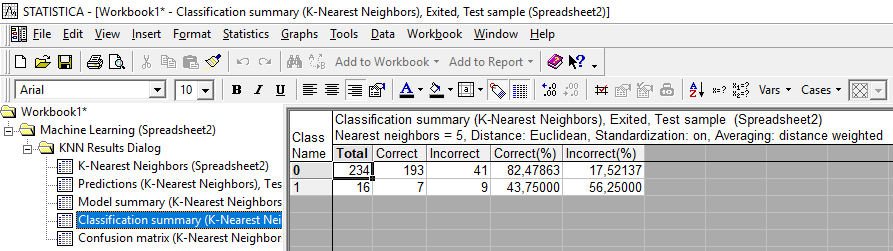 STATISTICA - [Workbook1* - Classification summary (K-Nearest Neighbors), Exited, Test sample (Spreadsheet2)]
File Edit View Insert Format Statistics Graphs Tools Data Workbook Window Help
Add to Workbook Add to Report
Arial 10 B I U Vars Cases
Workbook1*
Machine Learning (Spreadsheet2)
KNN Results Dialog
K-Nearest Neighbors (Spreadsheet2)
Predictions (K-Nearest Neighbors), Tes
Model summary (K-Nearest Neighbors
Classification summary (K-Nearest Nei
Confusion matrix (K-Nearest Neighbor
Classification summary (K-Nearest Neighbors), Exited, Test sample (Spreadsheet2)
Nearest neighbors = 5, Distance: Euclidean, Standardization: on, Averaging: distance weighted
Class Name Total Correct Incorrect Correct(%) Incorrect(%)
0 234 193 41 82,47863 17,52137
1 16 7 9 43,75000 56,25000